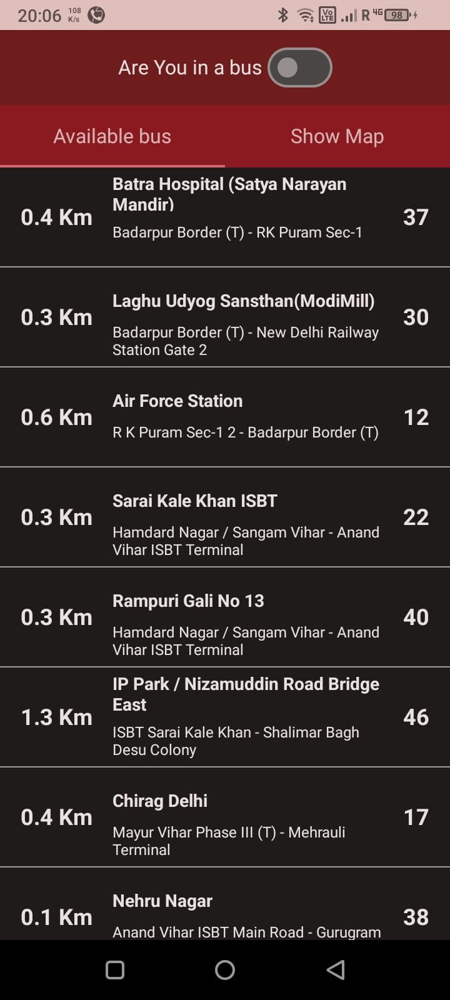 20:06 108 K/s Vo LTE R 4G 98
Are You in a bus
Available bus Show Map
Batra Hospital (Satya Narayan
Mandir)
0.4 Km 37
Badarpur Border (T) - RK Puram Sec-1
Laghu Udyog Sansthan(ModiMill)
0.3 Km 30
Badarpur Border (T) - New Delhi Railway
Station Gate 2
Air Force Station
0.6 Km 12
R K Puram Sec-1 2 - Badarpur Border (T)
Sarai Kale Khan ISBT
0.3 Km 22
Hamdard Nagar / Sangam Vihar - Anand
Vihar ISBT Terminal
Rampuri Gali No 13
0.3 Km 40
Hamdard Nagar / Sangam Vihar - Anand
Vihar ISBT Terminal
IP Park / Nizamuddin Road Bridge
East
1.3 Km 46
ISBT Sarai Kale Khan - Shalimar Bagh
Desu Colony
Chirag Delhi
0.4 Km 17
Mayur Vihar Phase III (T) - Mehrauli
Terminal
Nehru Nagar
0.1 Km 38
Anand Vihar ISBT Main Road - Gurugram